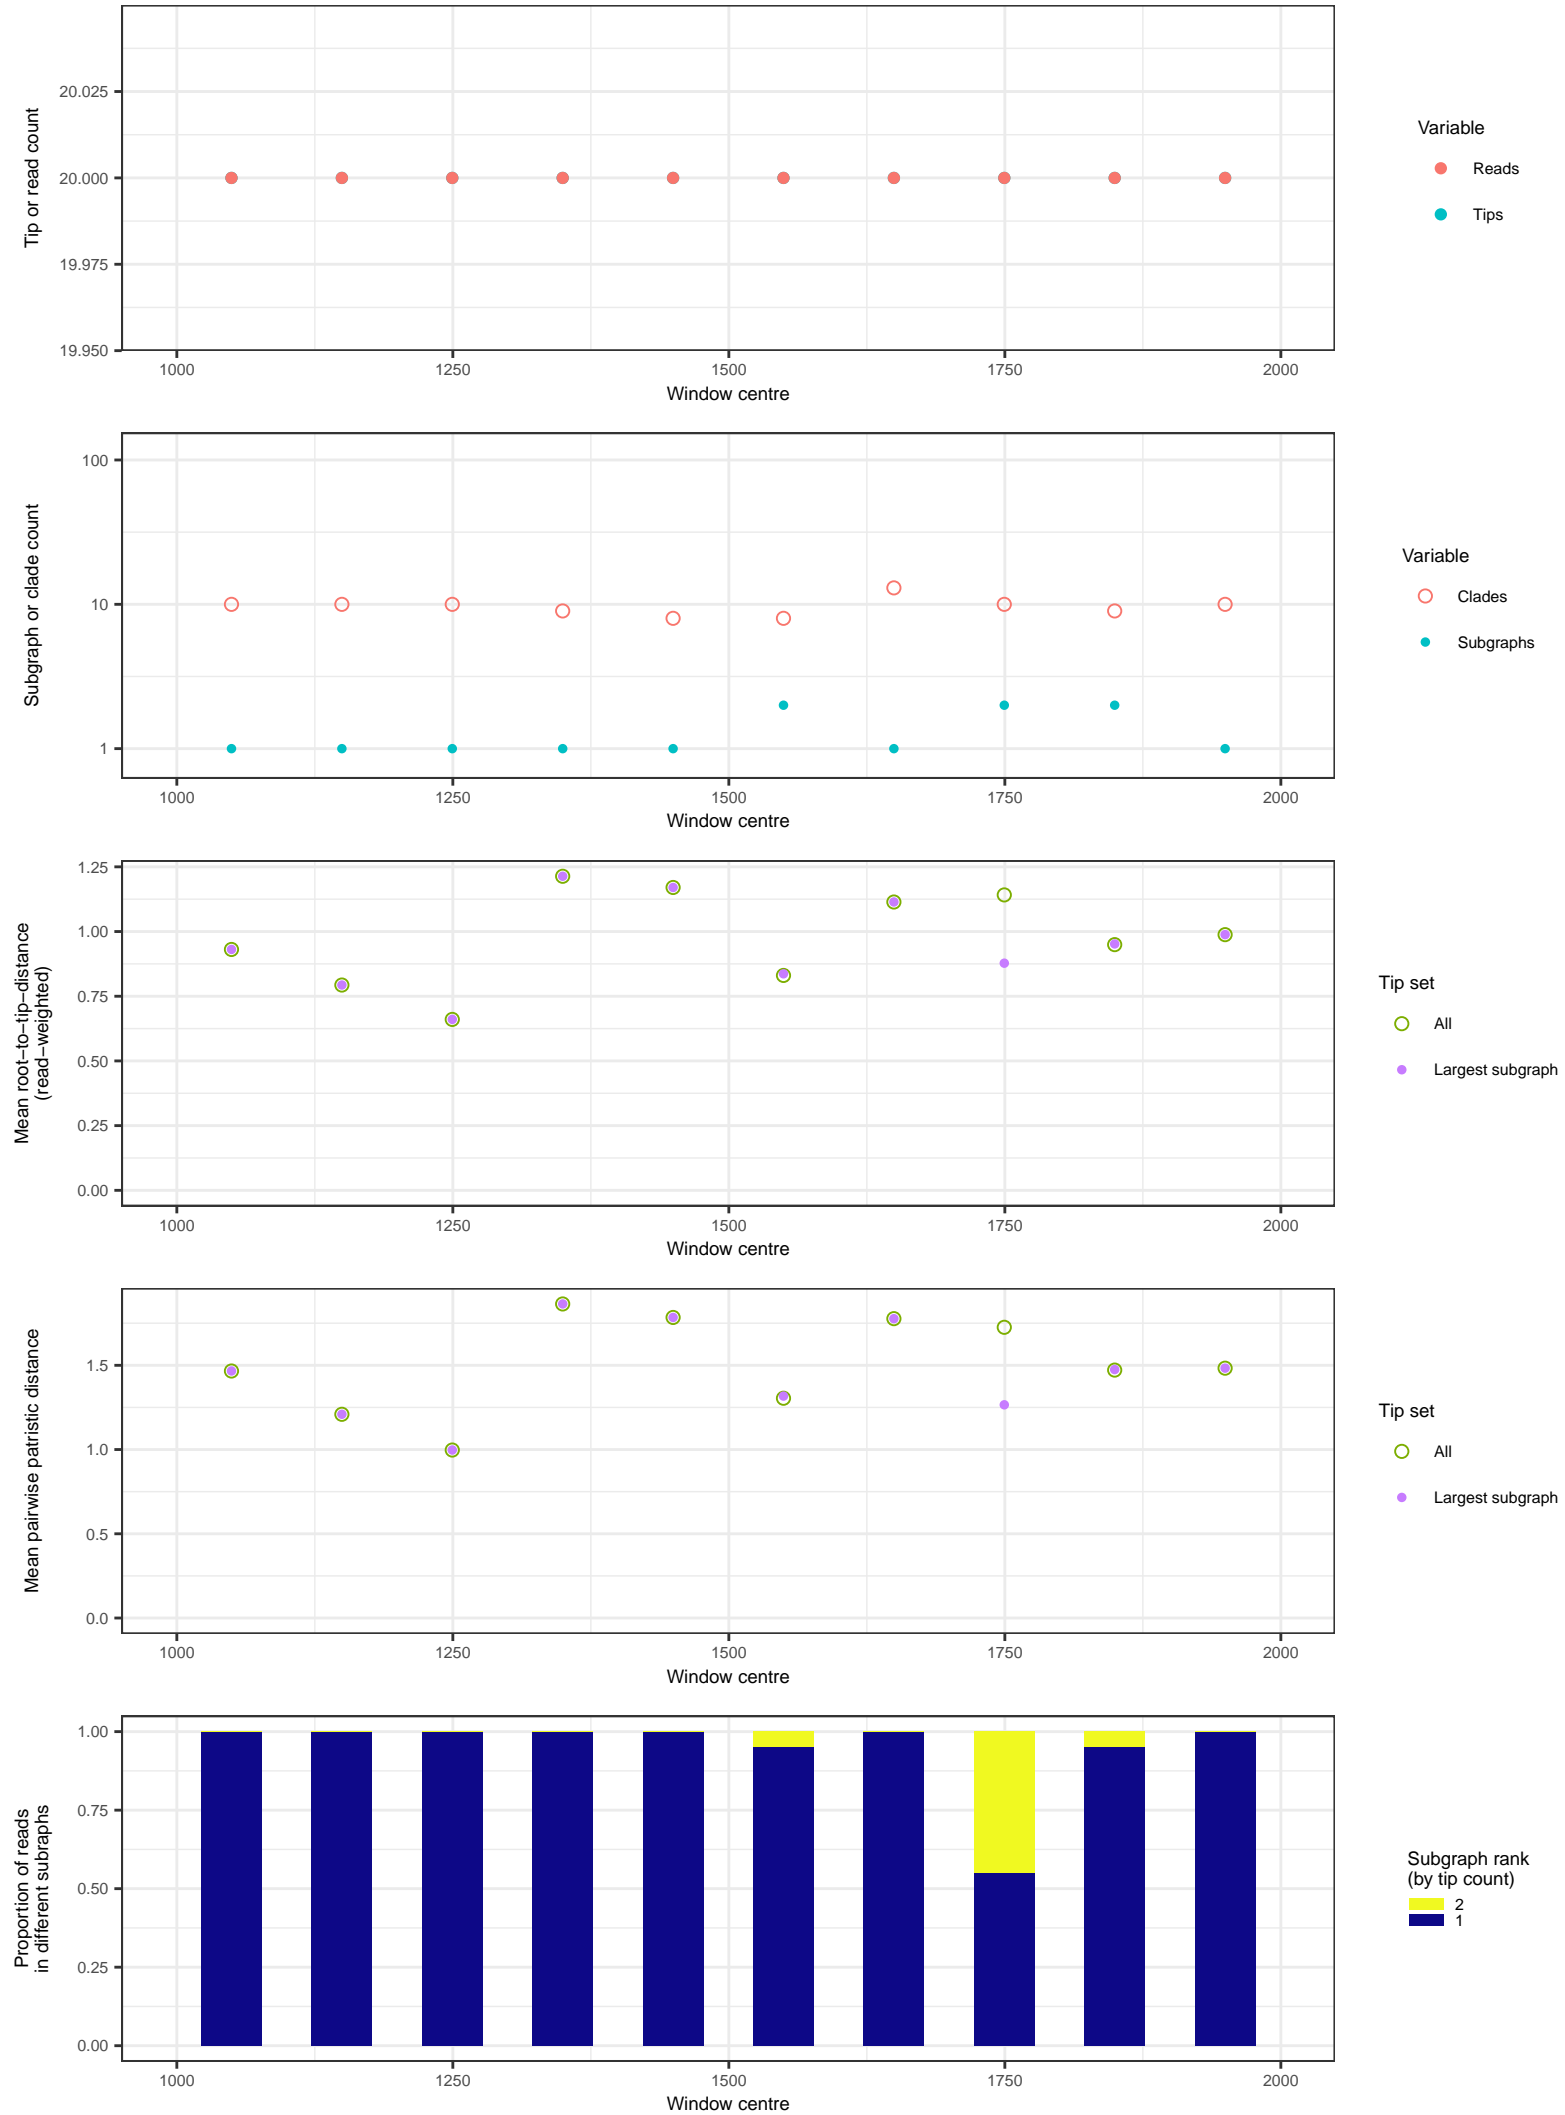 Tip or read count
20.025
20.000
19.975
19.950
1000 1250 1500 1750 2000
Window centre
Variable
Reads
Tips
Subgraph or clade count
100
10
1
1000 1250 1500 1750 2000
Window centre
Variable
Clades
Subgraphs
Mean root−to−tip−distance
(read−weighted)
1.25
1.00
0.75
0.50
0.25
0.00
1000 1250 1500 1750 2000
Window centre
Tip set
All
Largest subgraph
Mean pairwise patristic distance
1.5
1.0
0.5
0.0
1000 1250 1500 1750 2000
Window centre
Tip set
All
Largest subgraph
Proportion of reads
in different subraphs
1.00
0.75
0.50
0.25
0.00
1000 1250 1500 1750 2000
Window centre
Subgraph rank
(by tip count)
2
1